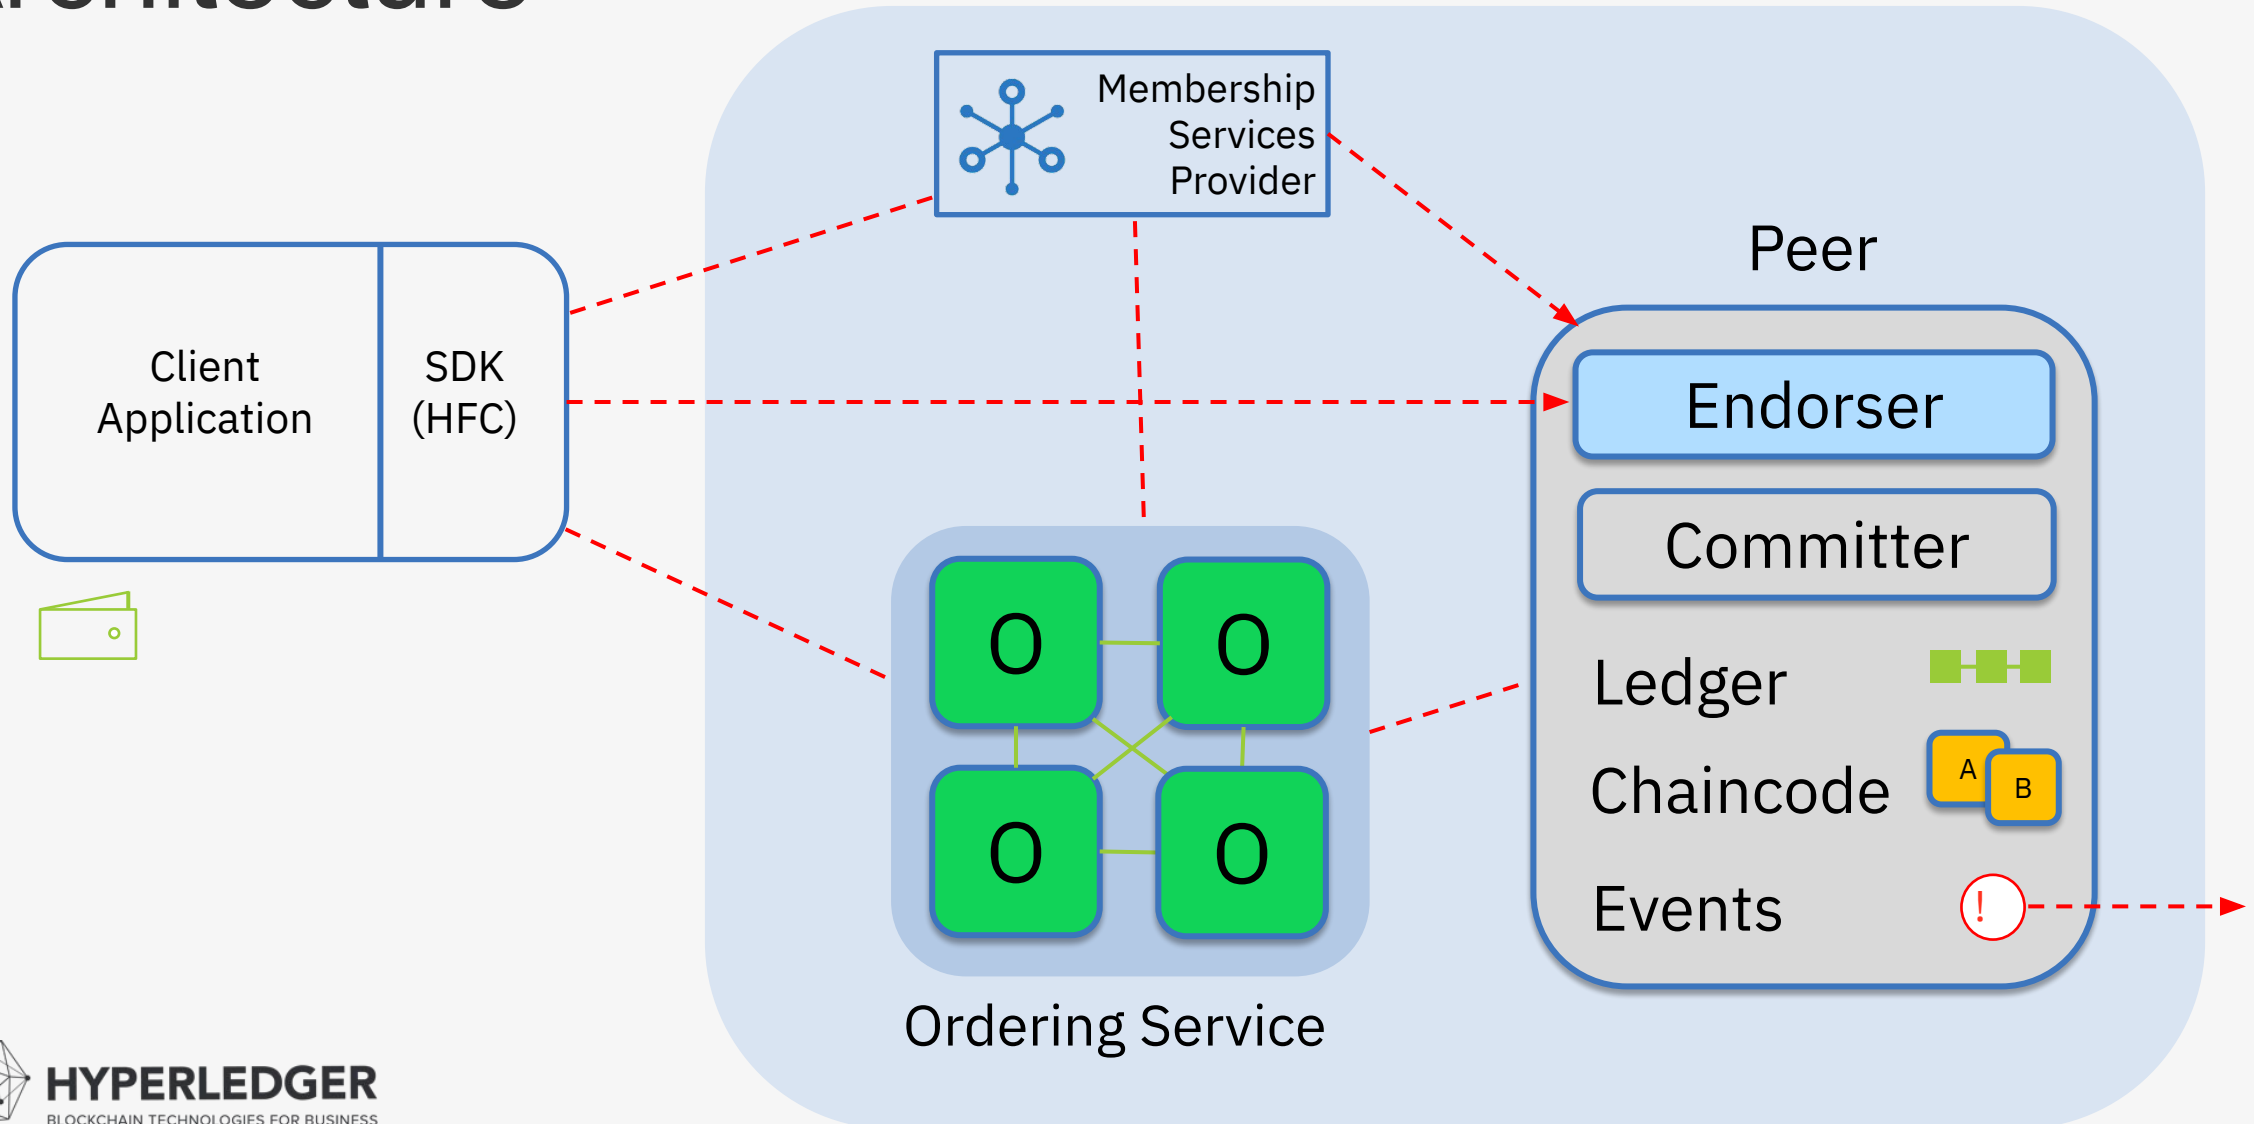 Architecture
Membership
Services
Provider
Peer
Client
Application
SDK
(HFC)
Endorser
Committer
O
O
O
O
Ledger
Chaincode
A
B
Events
!
Ordering Service
HYPERLEDGER
BLOCKCHAIN TECHNOLOGIES FOR BUSINESS